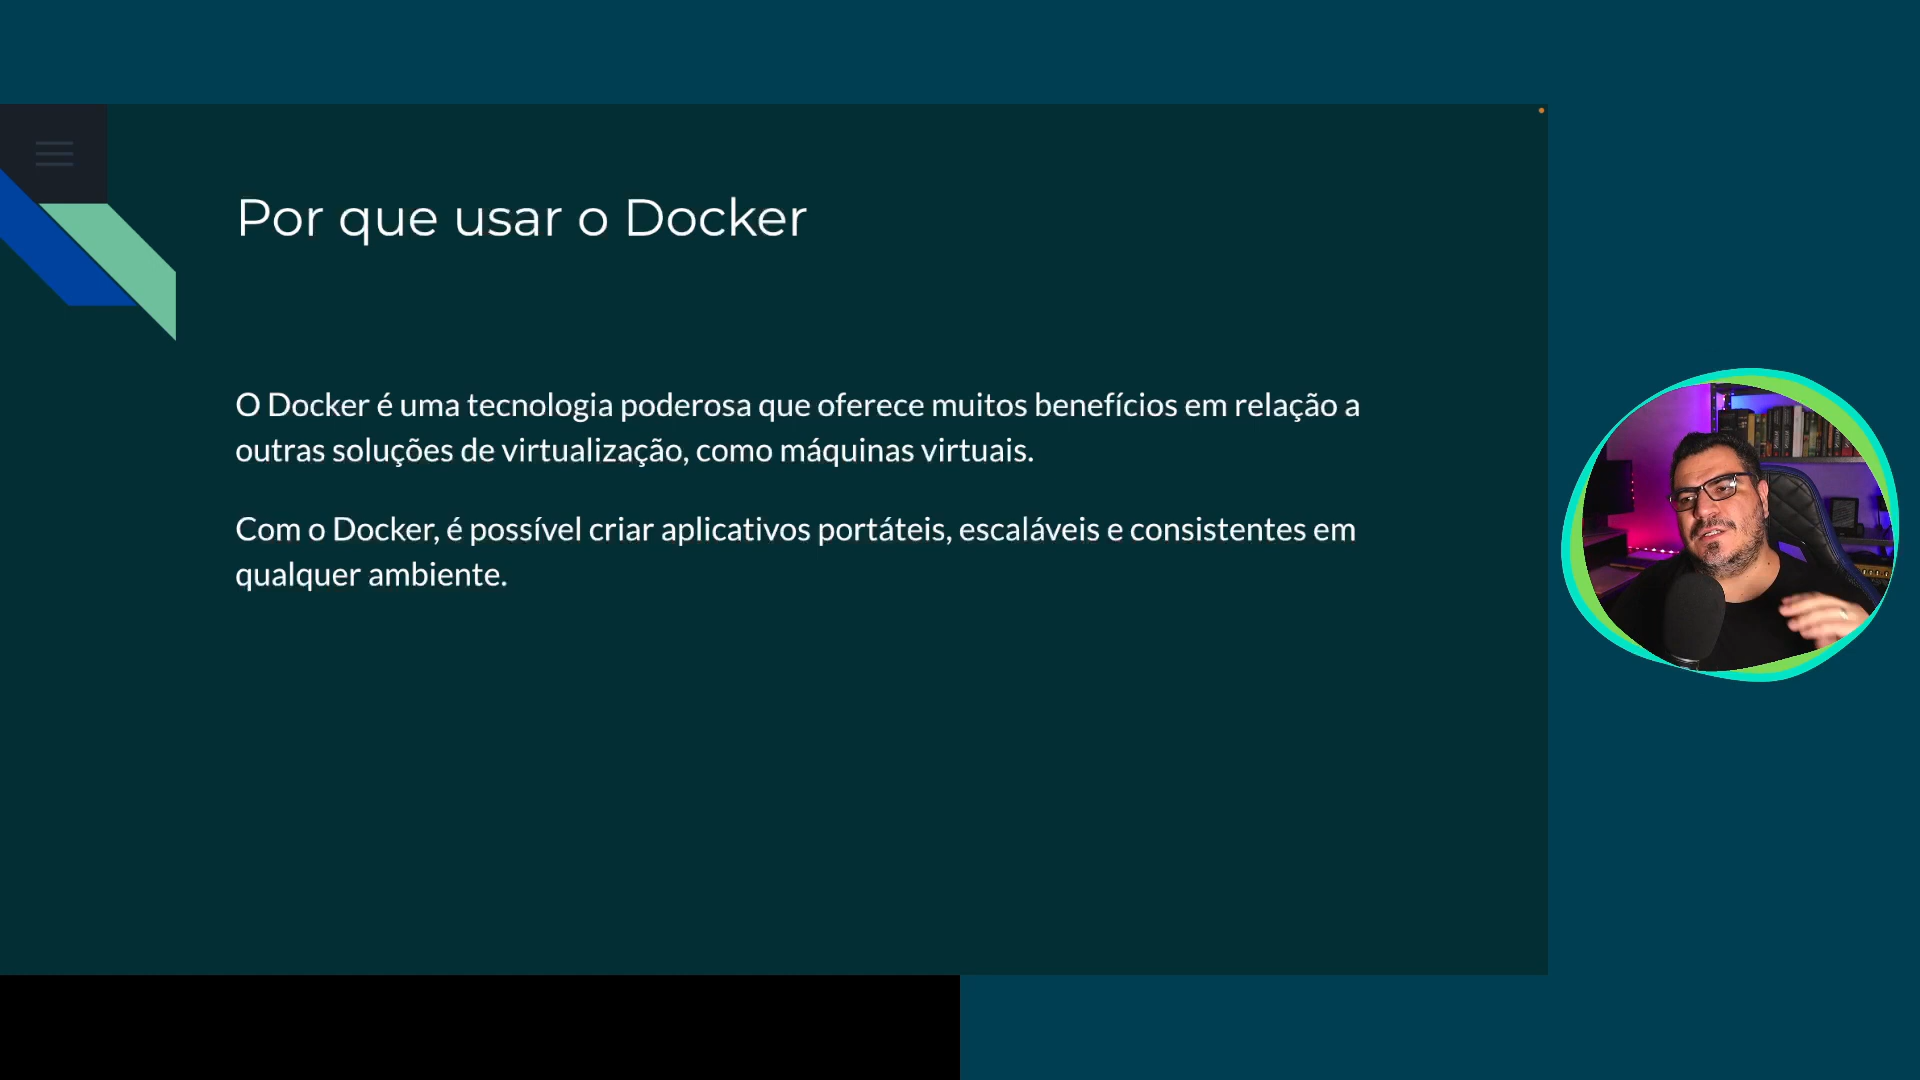 Por que usar o Docker
O Docker é uma tecnologia poderosa que oferece muitos benefícios em relação a
outras soluções de virtualização, como máquinas virtuais.
Com o Docker, é possível criar aplicativos portáteis, escaláveis e consistentes em
qualquer ambiente.